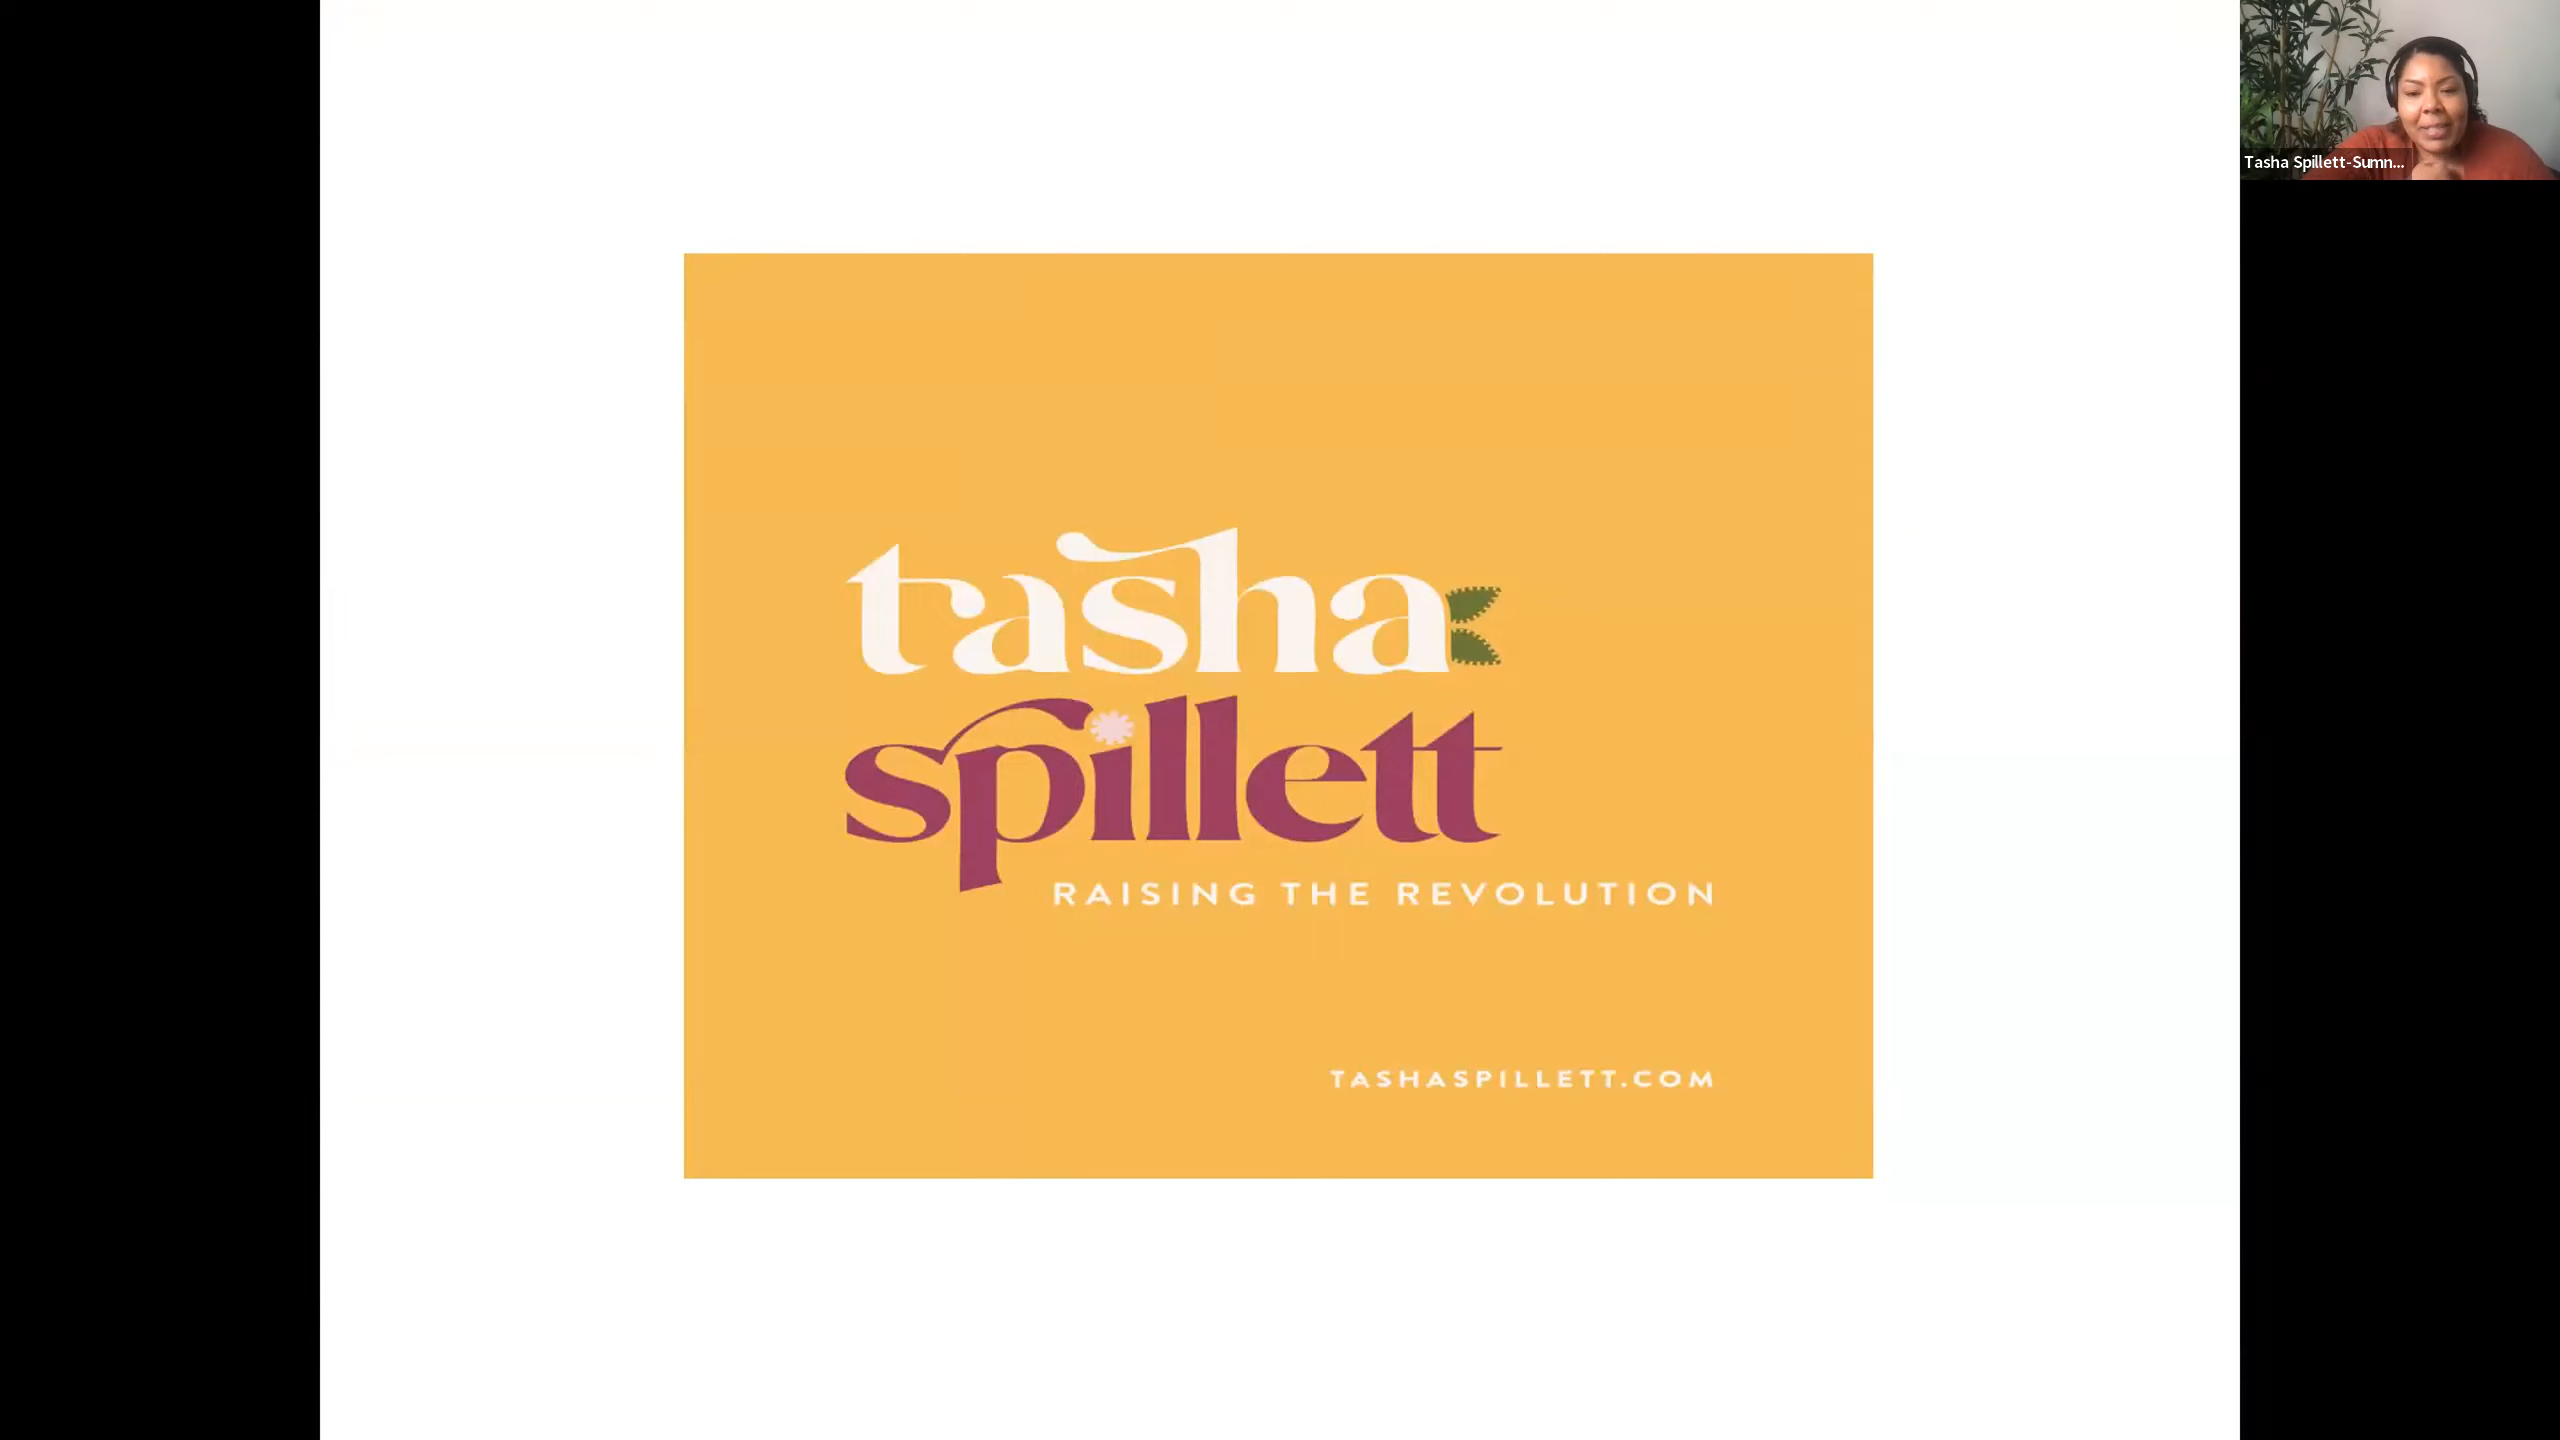 tasha
spillett
RAISING THE REVOLUTION
TASHASPILLETT.COM
Tasha Spillett-Sumn...